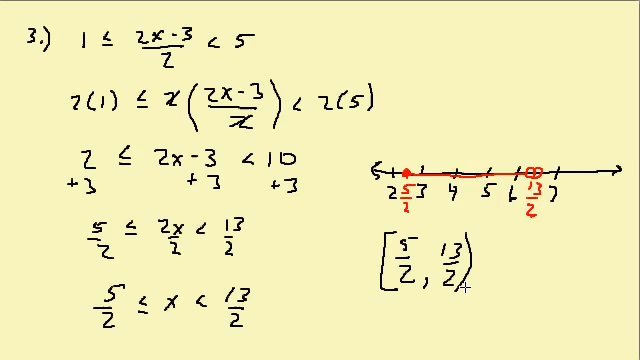 3.) 1 ≤ (2x-3)/2 < 5
2(1) ≤ 2((2x-3)/2) < 2(5)
2 ≤ 2x-3 < 10
+3 +3 +3
5/2 ≤ 2x/2 < 13/2
5/2 ≤ x < 13/2
2 5/2 3 4 5 6 13/2 7
[5/2, 13/2)